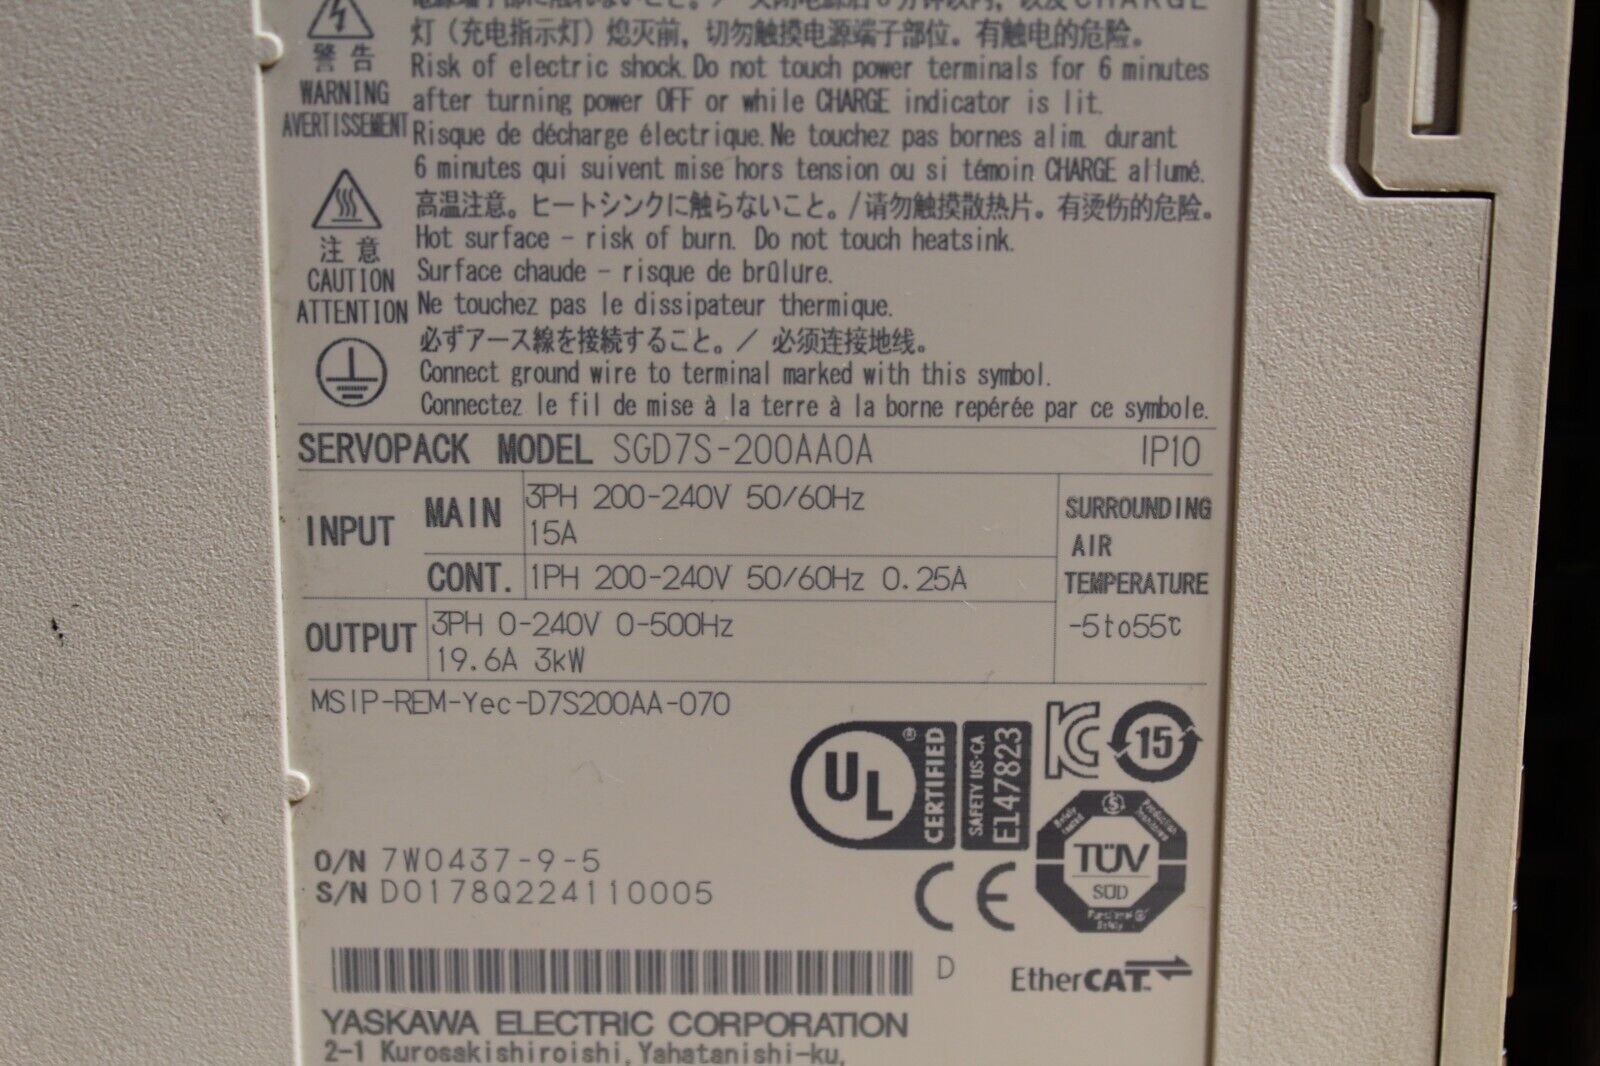 灯（充电指示灯）熄灭前，切勿触摸电源端子部位。有触电的危险。
警告
WARNING
AVERTISSEMENT
Risk of electric shock. Do not touch power terminals for 6 minutes
after turning power OFF or while CHARGE indicator is lit.
Risque de décharge électrique. Ne touchez pas bornes alim. durant
6 minutes qui suivent mise hors tension ou si témoin CHARGE allumé.
注意
CAUTION
ATTENTION
高温注意。ヒートシンクに触らないこと。/请勿触摸散热片。有烫伤的危险。
Hot surface - risk of burn. Do not touch heatsink.
Surface chaude - risque de brûlure.
Ne touchez pas le dissipateur thermique.
必ずアース線を接続すること。/ 必须连接地线。
Connect ground wire to terminal marked with this symbol.
Connectez le fil de mise à la terre à la borne repérée par ce symbole.
SERVOPACK MODEL SGD7S-200AA0A IP10
INPUT
MAIN 3PH 200-240V 50/60Hz
15A
CONT. 1PH 200-240V 50/60Hz 0.25A
OUTPUT 3PH 0-240V 0-500Hz
19.6A 3kW
SURROUNDING
AIR
TEMPERATURE
-5to55℃
MSIP-REM-Yec-D7S200AA-070
UL ® CERTIFIED
SAFETY US-CA
E147823
KC
15
TÜV
SÜD
Functional
Safety
CE
O/N 7W0437-9-5
S/N D0178Q224110005
D
EtherCAT
YASKAWA ELECTRIC CORPORATION
2-1 Kurosakishiroishi, Yahatanishi-ku,